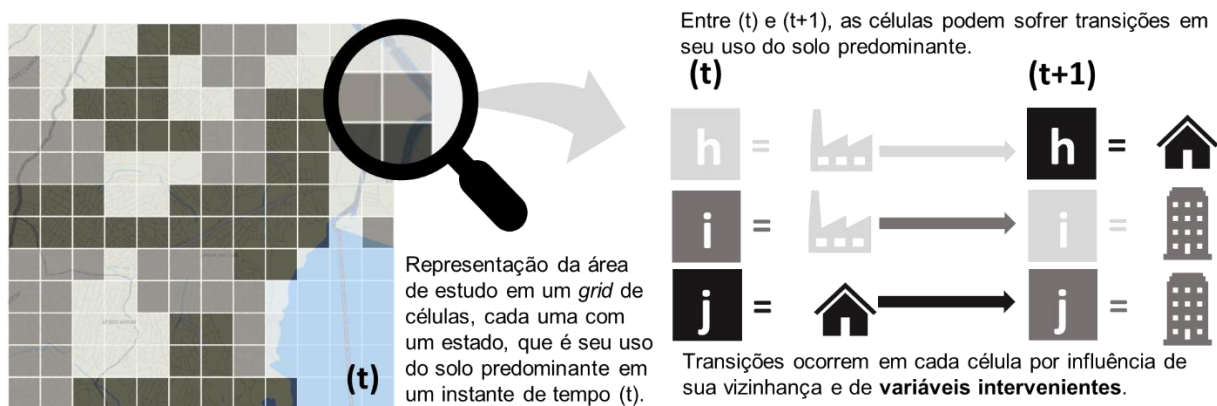 Entre (t) e (t+1), as células podem sofrer transições em
seu uso do solo predominante.
(t) (t+1)
h = h =
i = i =
j = j =
Transições ocorrem em cada célula por influência de
sua vizinhança e de variáveis intervenientes.
Representação da área
de estudo em um grid de
células, cada uma com
um estado, que é seu uso
do solo predominante em
um instante de tempo (t).
(t)